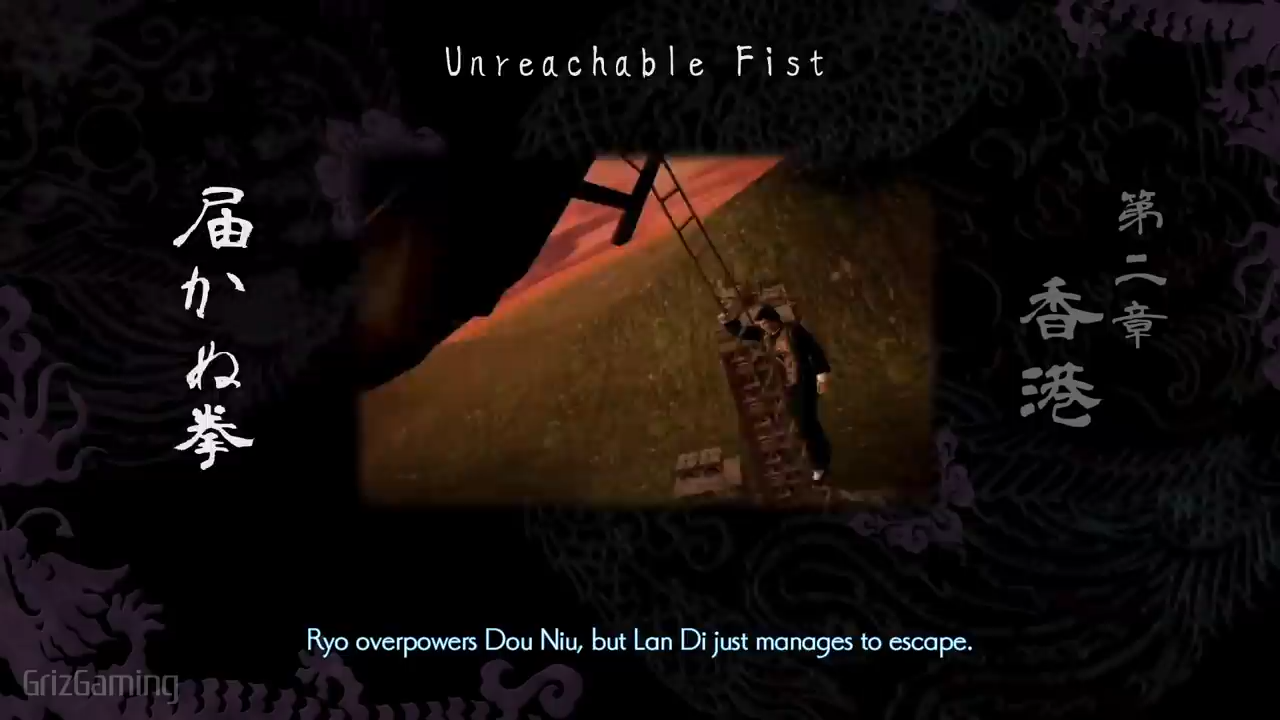 Unreachable Fist
第二章
香港
届かぬ拳
Ryo overpowers Dou Niu, but Lan Di just manages to escape.
GrizGaming